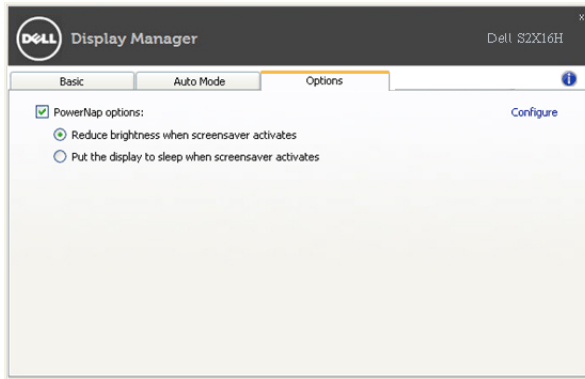 DELL Display Manager Dell S2X16H x
Basic Auto Mode Options i
PowerNap options: Configure
Reduce brightness when screensaver activates
Put the display to sleep when screensaver activates